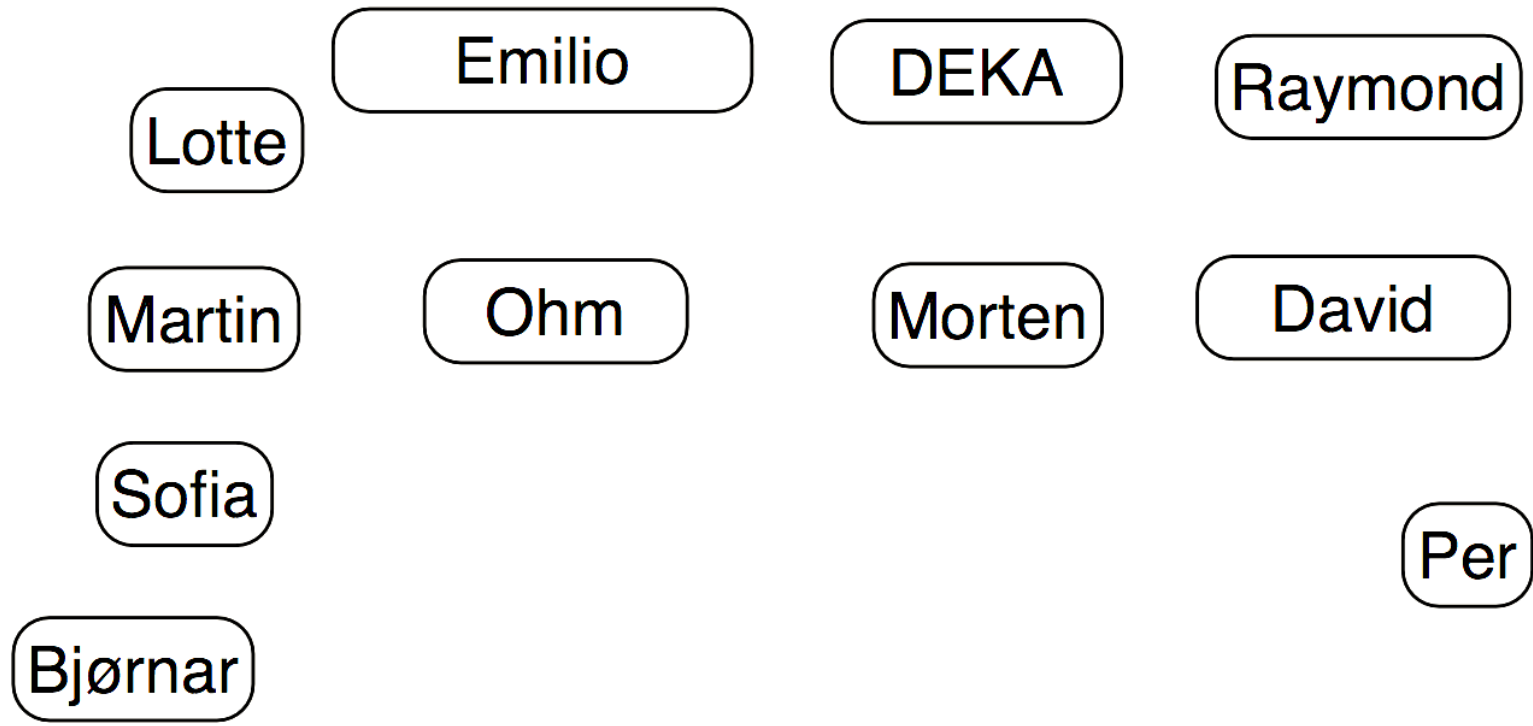 Emilio
DEKA
Raymond
Lotte
Martin
Ohm
Morten
David
Sofia
Per
Bjørnar